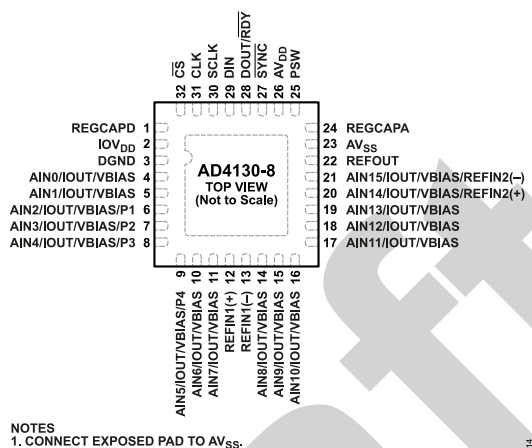 32 CS
31 CLK
30 SCLK
29 DIN
28 DOUT/RDY
27 SYNC
26 AVDD
25 PSW
REGCAPD 1
IOVDD 2
DGND 3
AIN0/IOUT/VBIAS 4
AIN1/IOUT/VBIAS 5
AIN2/IOUT/VBIAS/P1 6
AIN3/IOUT/VBIAS/P2 7
AIN4/IOUT/VBIAS/P3 8
AD4130-8
TOP VIEW
(Not to Scale)
24 REGCAPA
23 AVSS
22 REFOUT
21 AIN15/IOUT/VBIAS/REFIN2(–)
20 AIN14/IOUT/VBIAS/REFIN2(+)
19 AIN13/IOUT/VBIAS
18 AIN12/IOUT/VBIAS
17 AIN11/IOUT/VBIAS
AIN5/IOUT/VBIAS/P4 9
AIN6/IOUT/VBIAS 10
AIN7/IOUT/VBIAS 11
REFIN1(+) 12
REFIN1(–) 13
AIN8/IOUT/VBIAS 14
AIN9/IOUT/VBIAS 15
AIN10/IOUT/VBIAS 16
NOTES
1. CONNECT EXPOSED PAD TO AVSS.